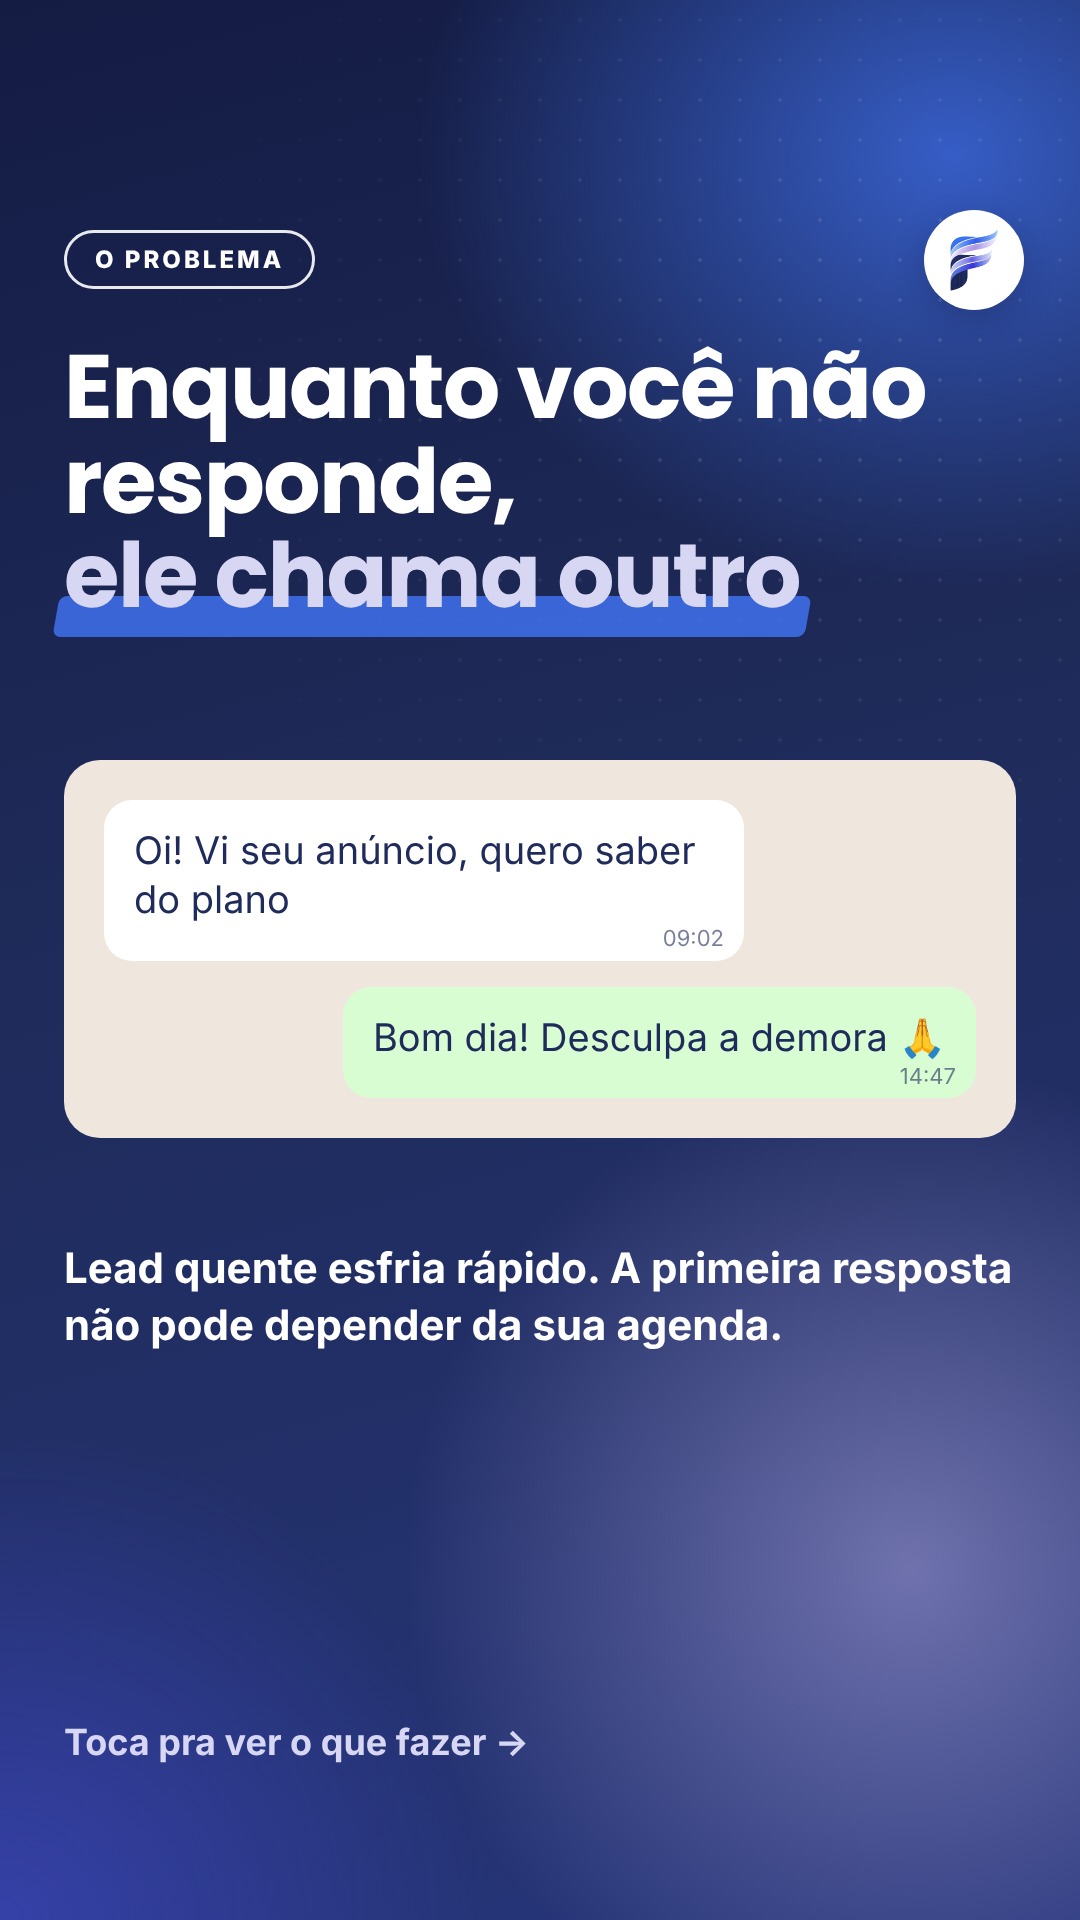 O PROBLEMA
Enquanto você não
responde,
ele chama outro
Oi! Vi seu anúncio, quero saber
do plano
09:02
Bom dia! Desculpa a demora 🙏
14:47
Lead quente esfria rápido. A primeira resposta
não pode depender da sua agenda.
Toca pra ver o que fazer →